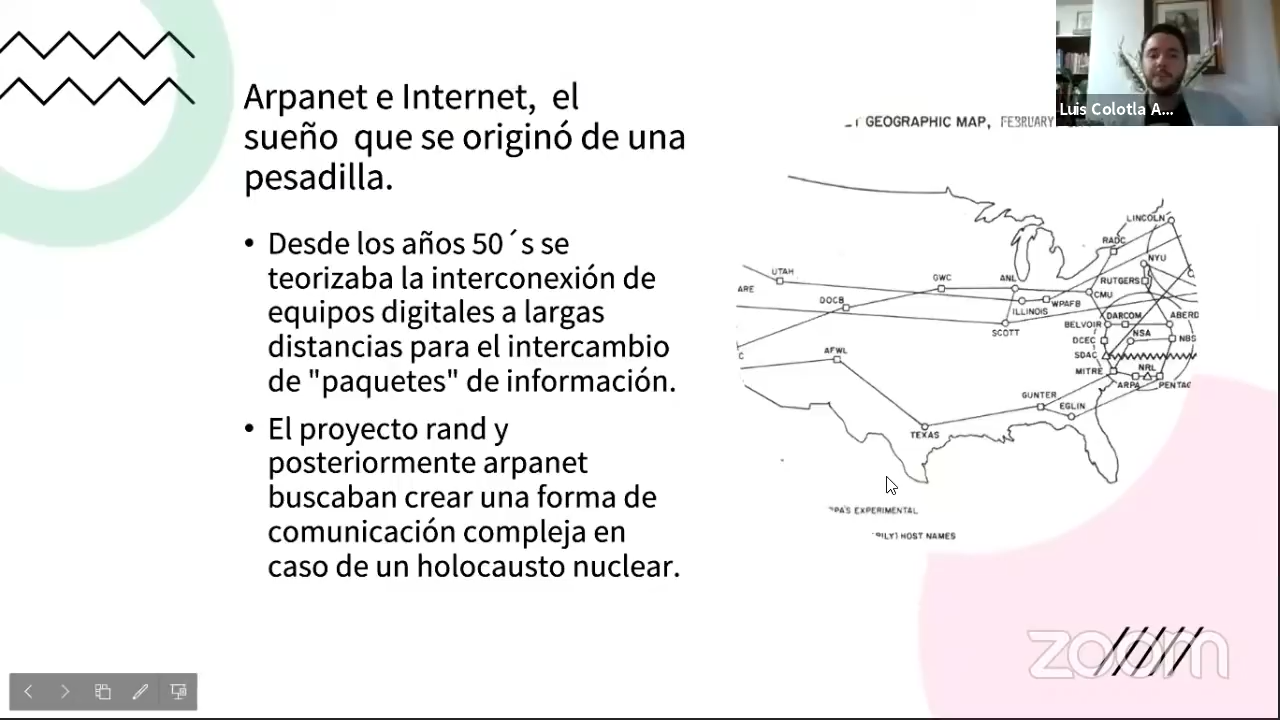 Arpanet e Internet, el
sueño que se originó de una
pesadilla.
• Desde los años 50´s se
teorizaba la interconexión de
equipos digitales a largas
distancias para el intercambio
de "paquetes" de información.
• El proyecto rand y
posteriormente arpanet
buscaban crear una forma de
comunicación compleja en
caso de un holocausto nuclear.
Luis Colotla A...
GEOGRAPHIC MAP, FEBRUARY
LINCOLN
RADC
NYU
UTAH
GWC
ANL
RUTGERS
ARE
CMU
DOCB
WPAFB
ILLINOIS
DARCOM
ABERD
BELVOIR
SCOTT
NSA
DCEC
NBS
AFWL
SDAC
C
MITRE
NRL
ARPA
PENTAG
GUNTER
EGLIN
TEXAS
PA'S EXPERIMENTAL
RILY) HOST NAMES
zoom